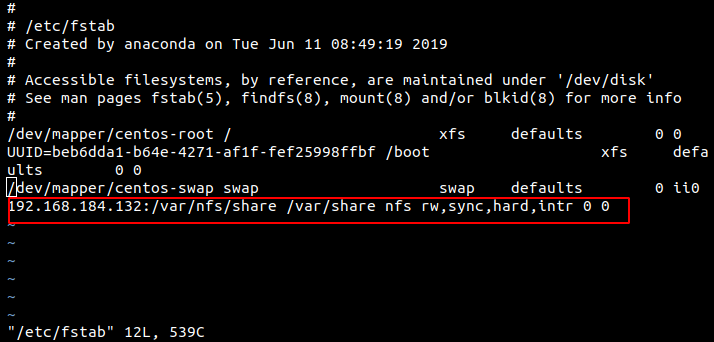 #
# /etc/fstab
# Created by anaconda on Tue Jun 11 08:49:19 2019
#
# Accessible filesystems, by reference, are maintained under '/dev/disk'
# See man pages fstab(5), findfs(8), mount(8) and/or blkid(8) for more info
#
/dev/mapper/centos-root / xfs defaults 0 0
UUID=beb6dda1-b64e-4271-af1f-fef25998ffbf /boot xfs defa
ults 0 0
/dev/mapper/centos-swap swap swap defaults 0 ii0
192.168.184.132:/var/nfs/share /var/share nfs rw,sync,hard,intr 0 0
~
~
~
~
~
"/etc/fstab" 12L, 539C